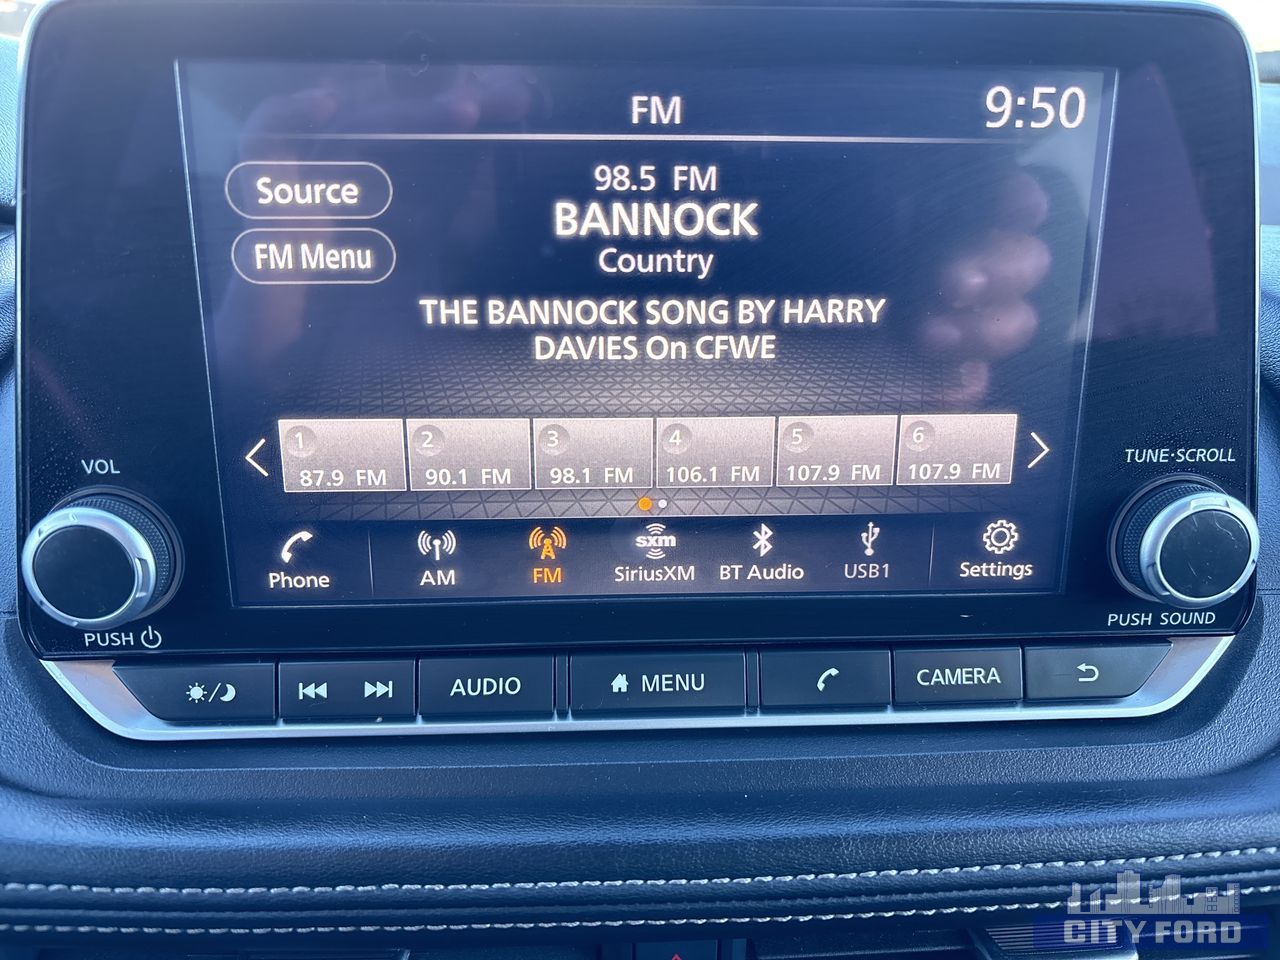 FM
9:50
Source
98.5 FM
BANNOCK
FM Menu
Country
THE BANNOCK SONG BY HARRY
DAVIES On CFWE
1
2
3
4
5
6
87.9 FM
90.1 FM
98.1 FM
106.1 FM
107.9 FM
107.9 FM
VOL
TUNE·SCROLL
sxm
Phone
AM
FM
SiriusXM
BT Audio
USB1
Settings
PUSH
PUSH SOUND
AUDIO
MENU
CAMERA
CITY FORD